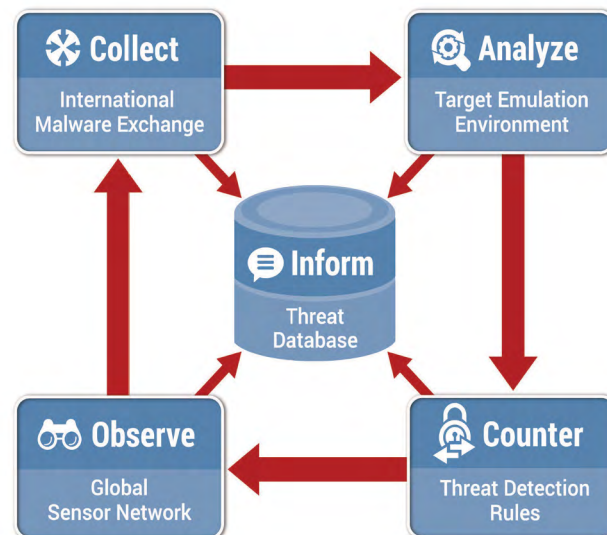 Collect
International
Malware Exchange
Analyze
Target Emulation
Environment
Inform
Threat
Database
Observe
Global
Sensor Network
Counter
Threat Detection
Rules